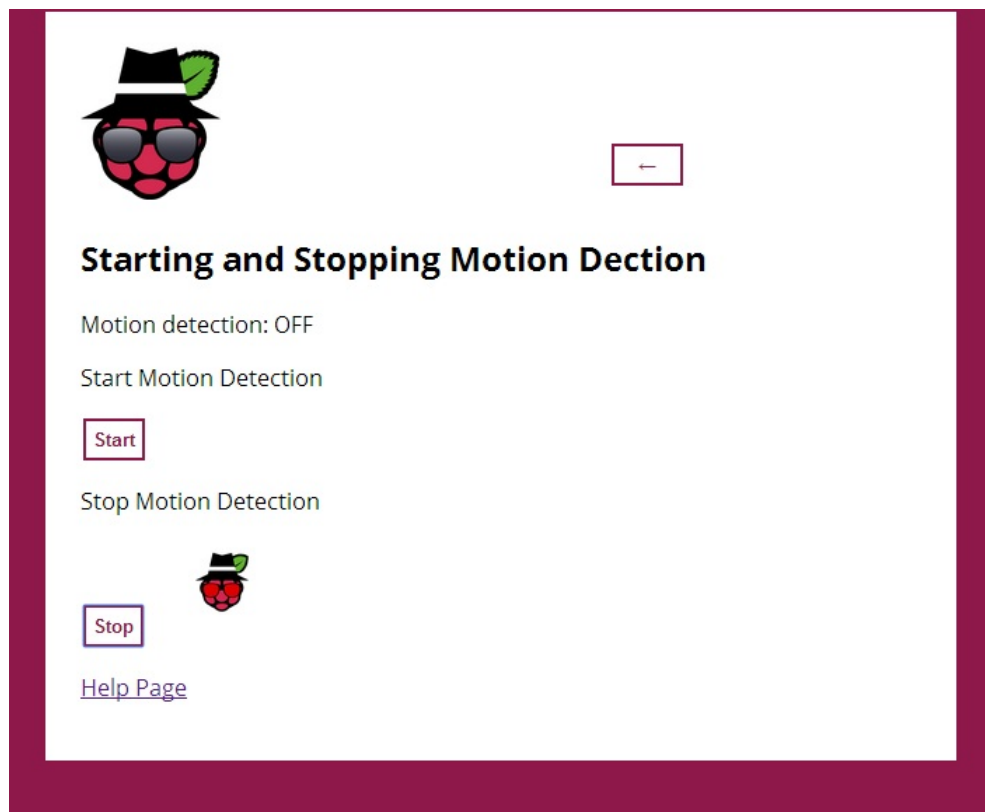 ←
Starting and Stopping Motion Dection
Motion detection: OFF
Start Motion Detection
Start
Stop Motion Detection
Stop
Help Page